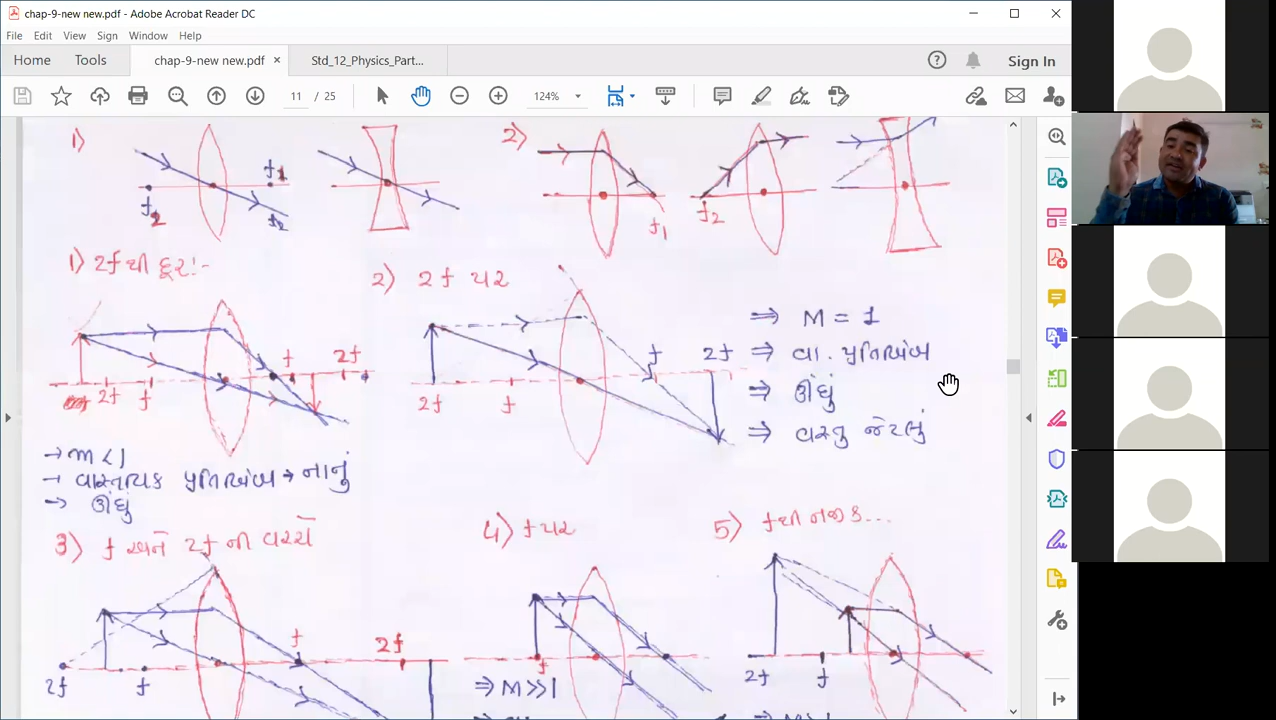 chap-9-new new.pdf - Adobe Acrobat Reader DC
File Edit View Sign Window Help
Home Tools chap-9-new new.pdf × Std_12_Physics_Part... Sign In
11 / 25 124%
1) 2)
f1
f2 f2
f1
f2
1) 2f થી દૂર:-
2) 2f પર
2f f f 2f
2f f f 2f
⇒ M = 1
⇒ વા. પ્રતિબિંબ
⇒ ઊંધું
⇒ વસ્તુ જેટલું
→ m < 1
→ વાસ્તવિક પ્રતિબિંબ → નાનું
→ ઊંધું
3) f અને 2f ની વચ્ચે
4) f પર
5) f થી નજીક...
2f f f 2f
f
⇒ M >> 1
2f f